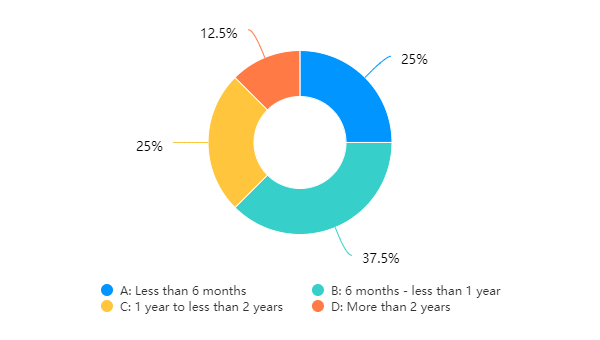 12.5%
25%
25%
37.5%
A: Less than 6 months
B: 6 months - less than 1 year
C: 1 year to less than 2 years
D: More than 2 years